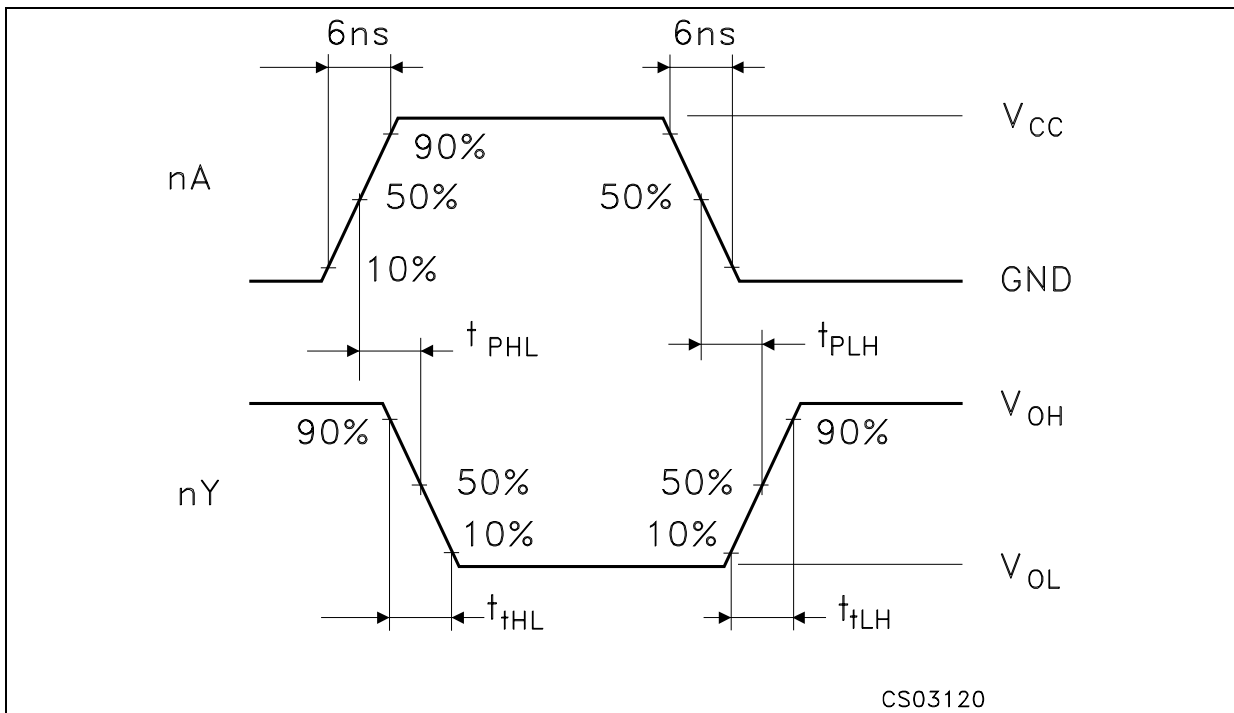 6ns 6ns
V CC
90%
nA
50% 50%
10%
GND
t PHL t PLH
V OH
90% 90%
50% 50%
nY
10% 10%
V OL
t tHL t tLH
CS03120